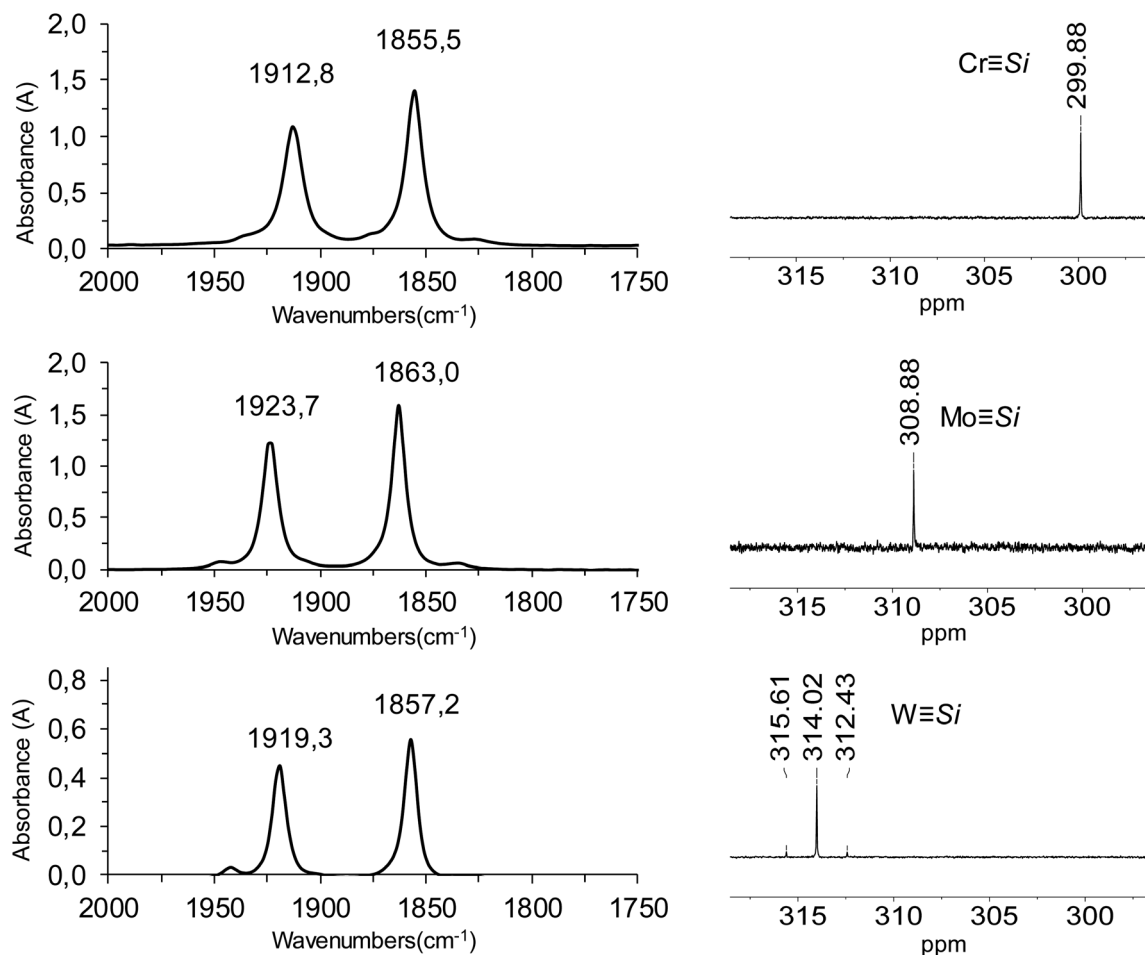 2,0
1,5
1,0
0,5
0,0
Absorbance (A)
1912,8
1855,5
2000 1950 1900 1850 1800 1750
Wavenumbers(cm⁻¹)
Cr≡Si
299.88
315 310 305 300
ppm
2,0
1,5
1,0
0,5
0,0
Absorbance (A)
1923,7
1863,0
2000 1950 1900 1850 1800 1750
Wavenumbers(cm⁻¹)
308.88
Mo≡Si
315 310 305 300
ppm
0,8
0,6
0,4
0,2
0,0
Absorbance (A)
1919,3
1857,2
2000 1950 1900 1850 1800 1750
Wavenumbers(cm⁻¹)
315.61
314.02
312.43
W≡Si
315 310 305 300
ppm